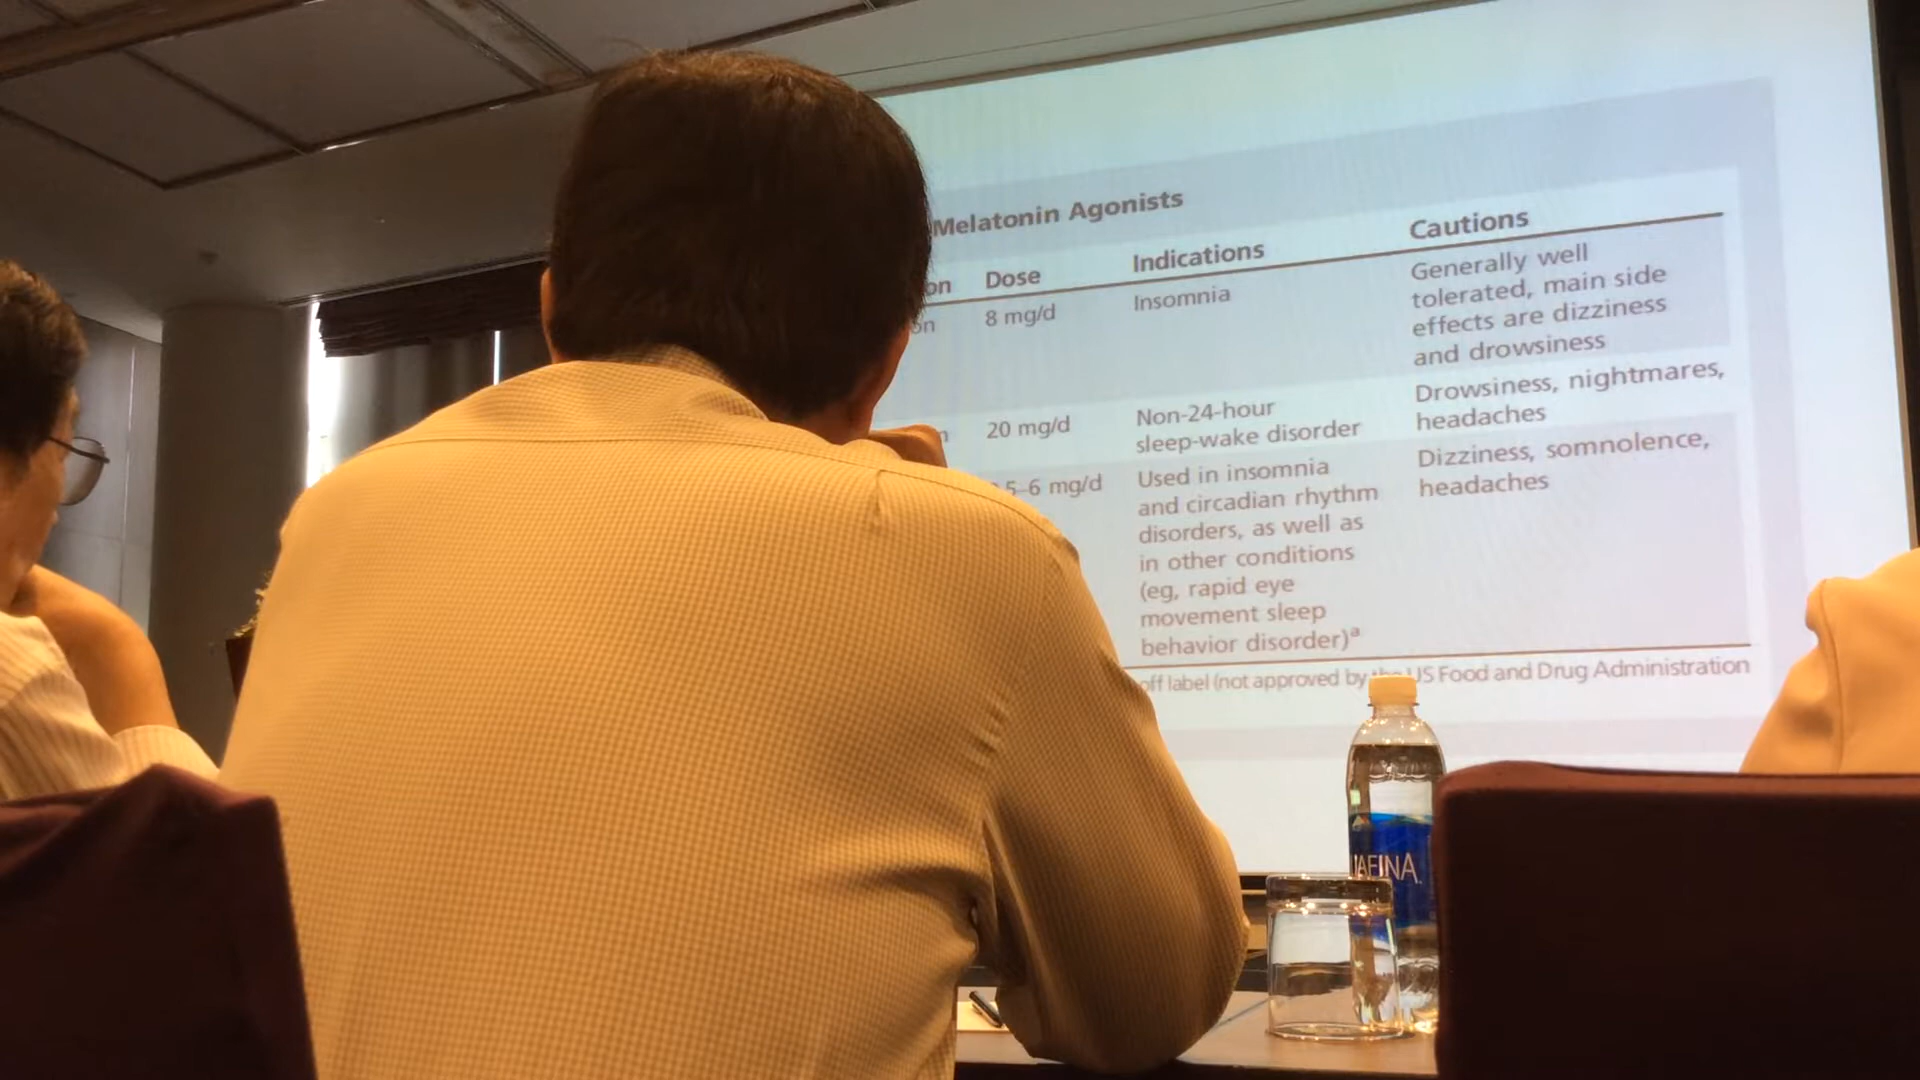 Melatonin Agonists
Dose Indications Cautions
8 mg/d Insomnia Generally well
tolerated, main side
effects are dizziness
and drowsiness
20 mg/d Non-24-hour
sleep-wake disorder
Drowsiness, nightmares,
headaches
5-6 mg/d Used in insomnia
and circadian rhythm
disorders, as well as
in other conditions
(eg, rapid eye
movement sleep
behavior disorder)ª
Dizziness, somnolence,
headaches
off label (not approved by the US Food and Drug Administration